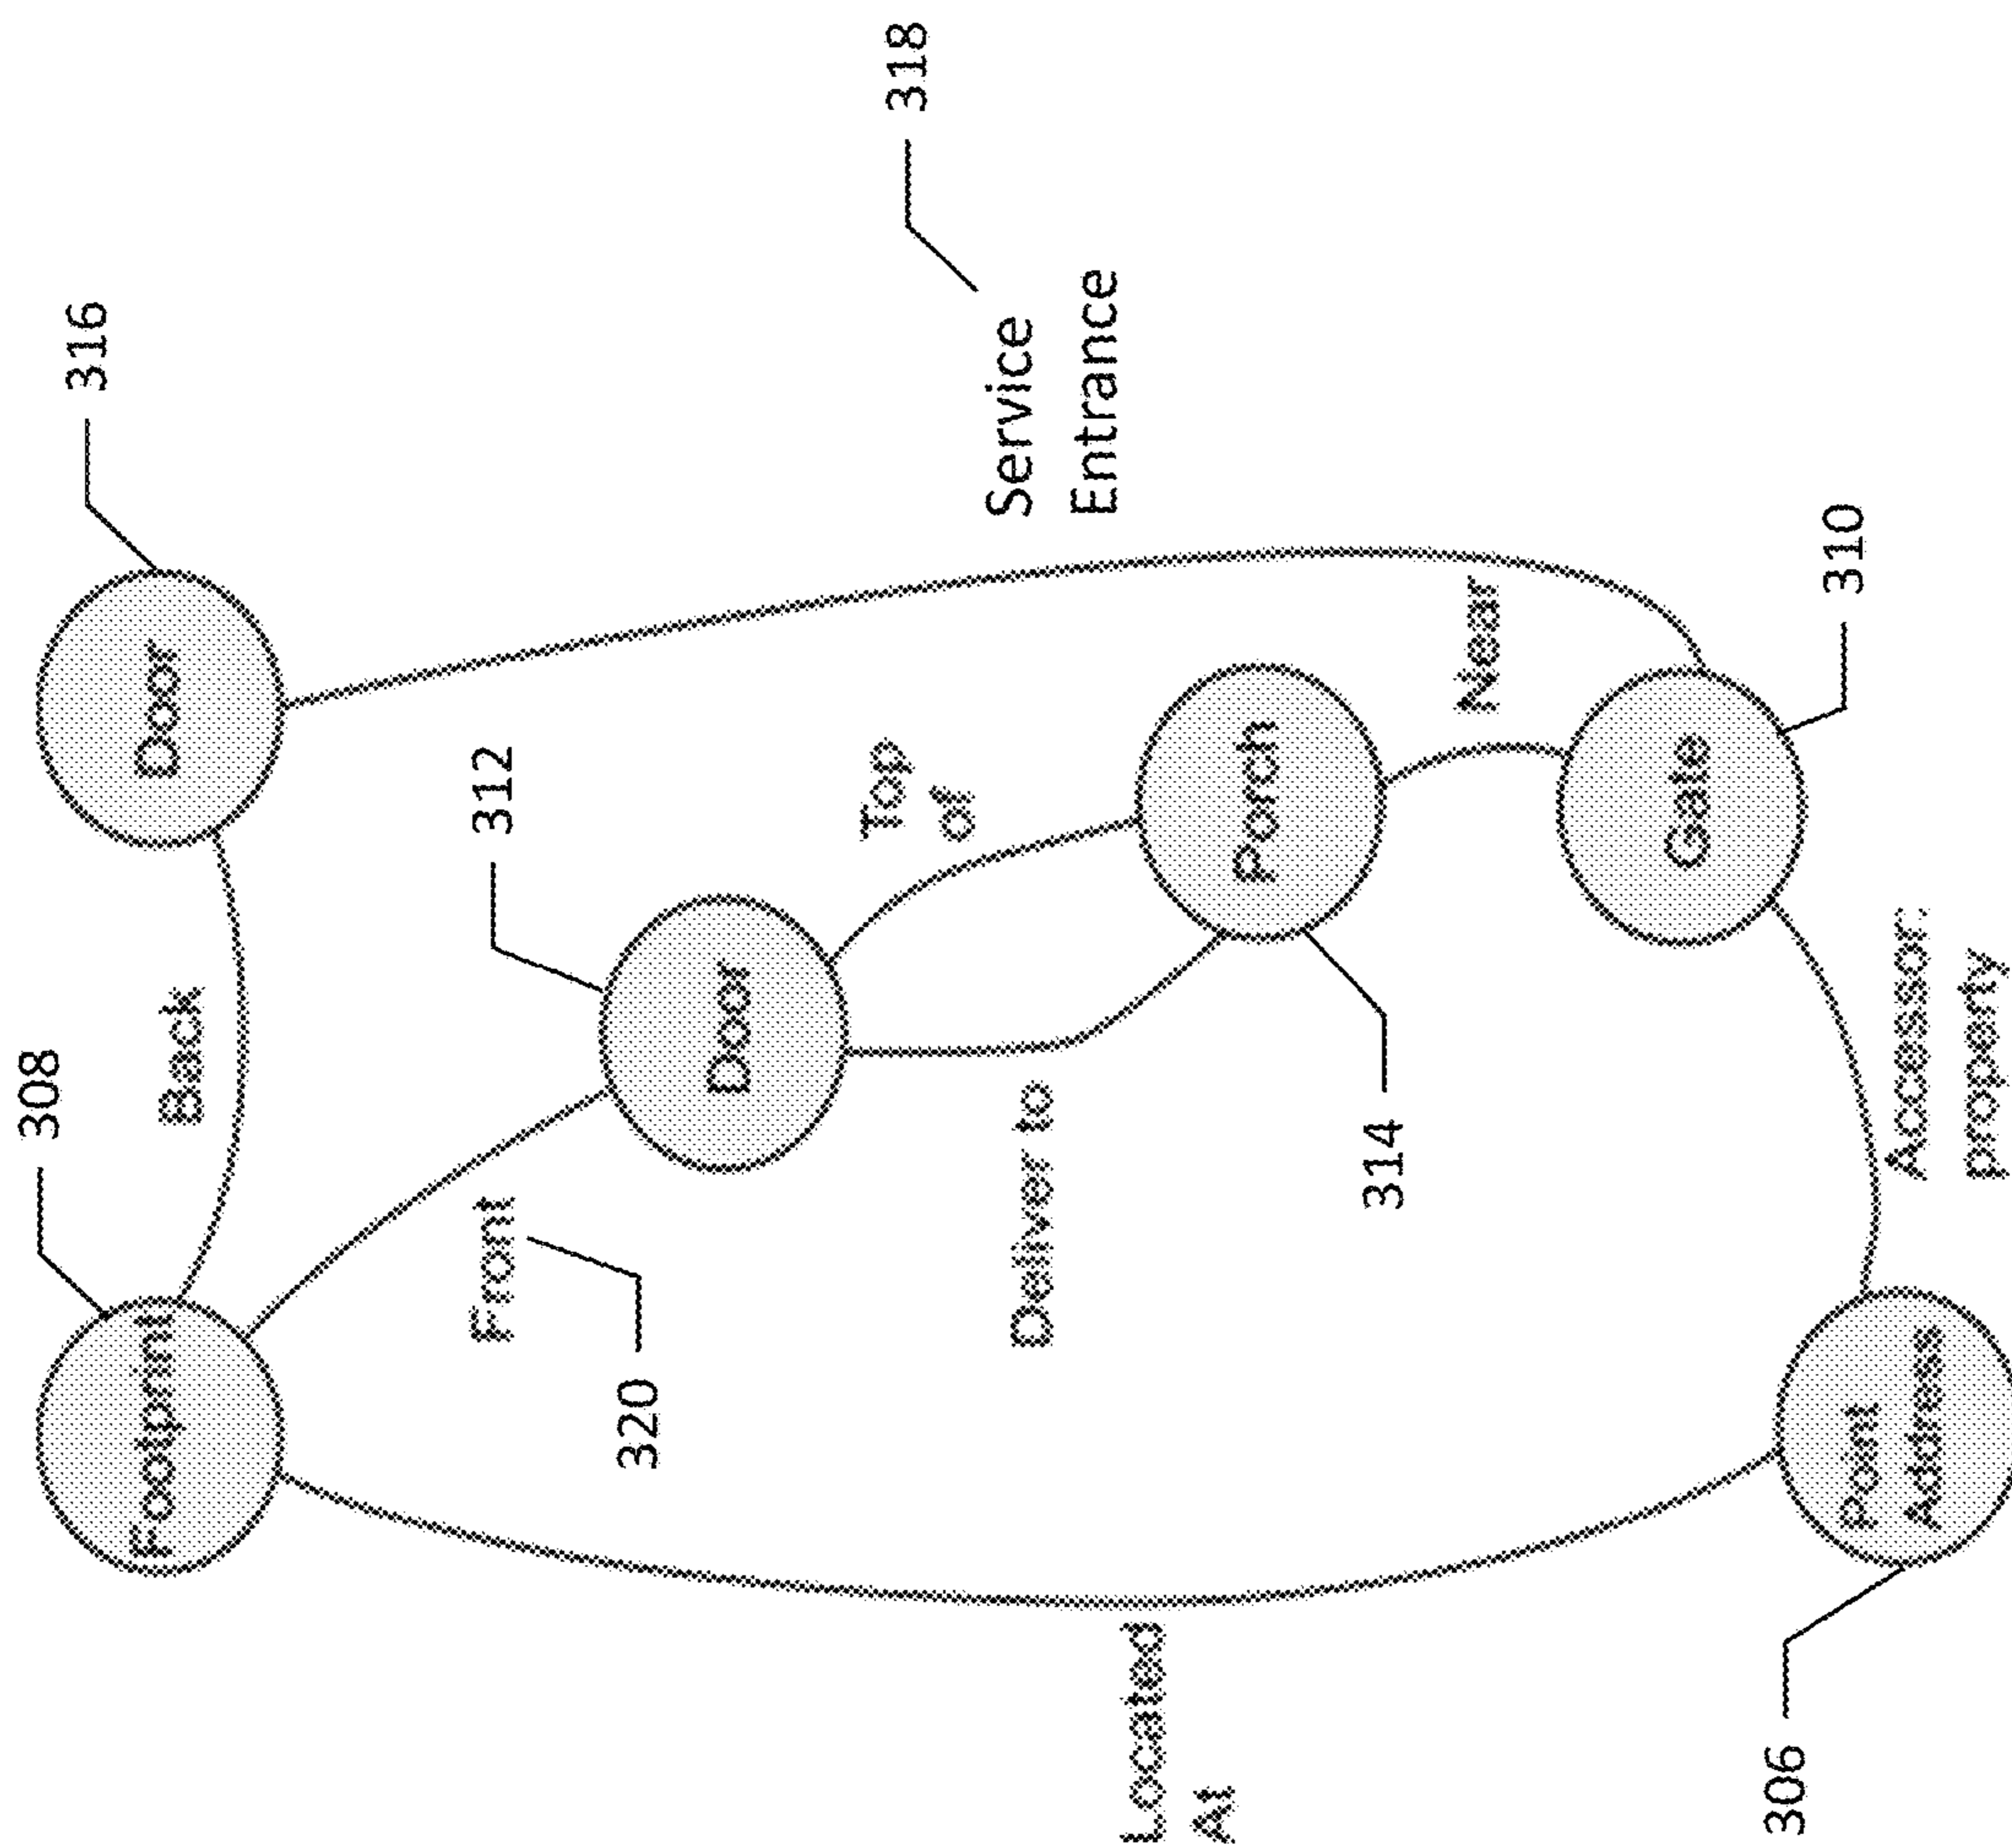 308
316
Footprint
Door
Back
Front
312
320
Door
Top
of
318
Service
Entrance
Deliver to
Located
At
Porch
314
Near
Gate
306
310
Point
Address
Accessor:
property